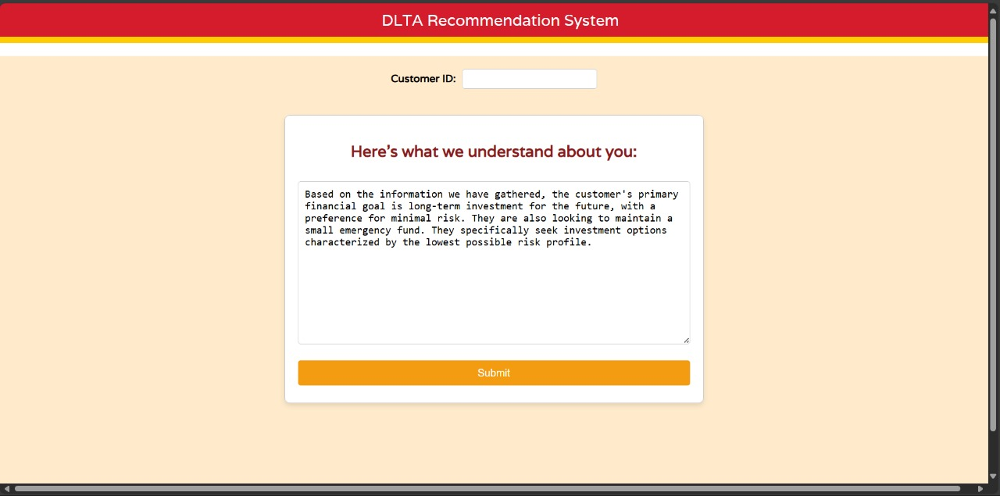 DLTA Recommendation System
Customer ID:
Here's what we understand about you:
Based on the information we have gathered, the customer's primary
financial goal is long-term investment for the future, with a
preference for minimal risk. They are also looking to maintain a
small emergency fund. They specifically seek investment options
characterized by the lowest possible risk profile.
Submit